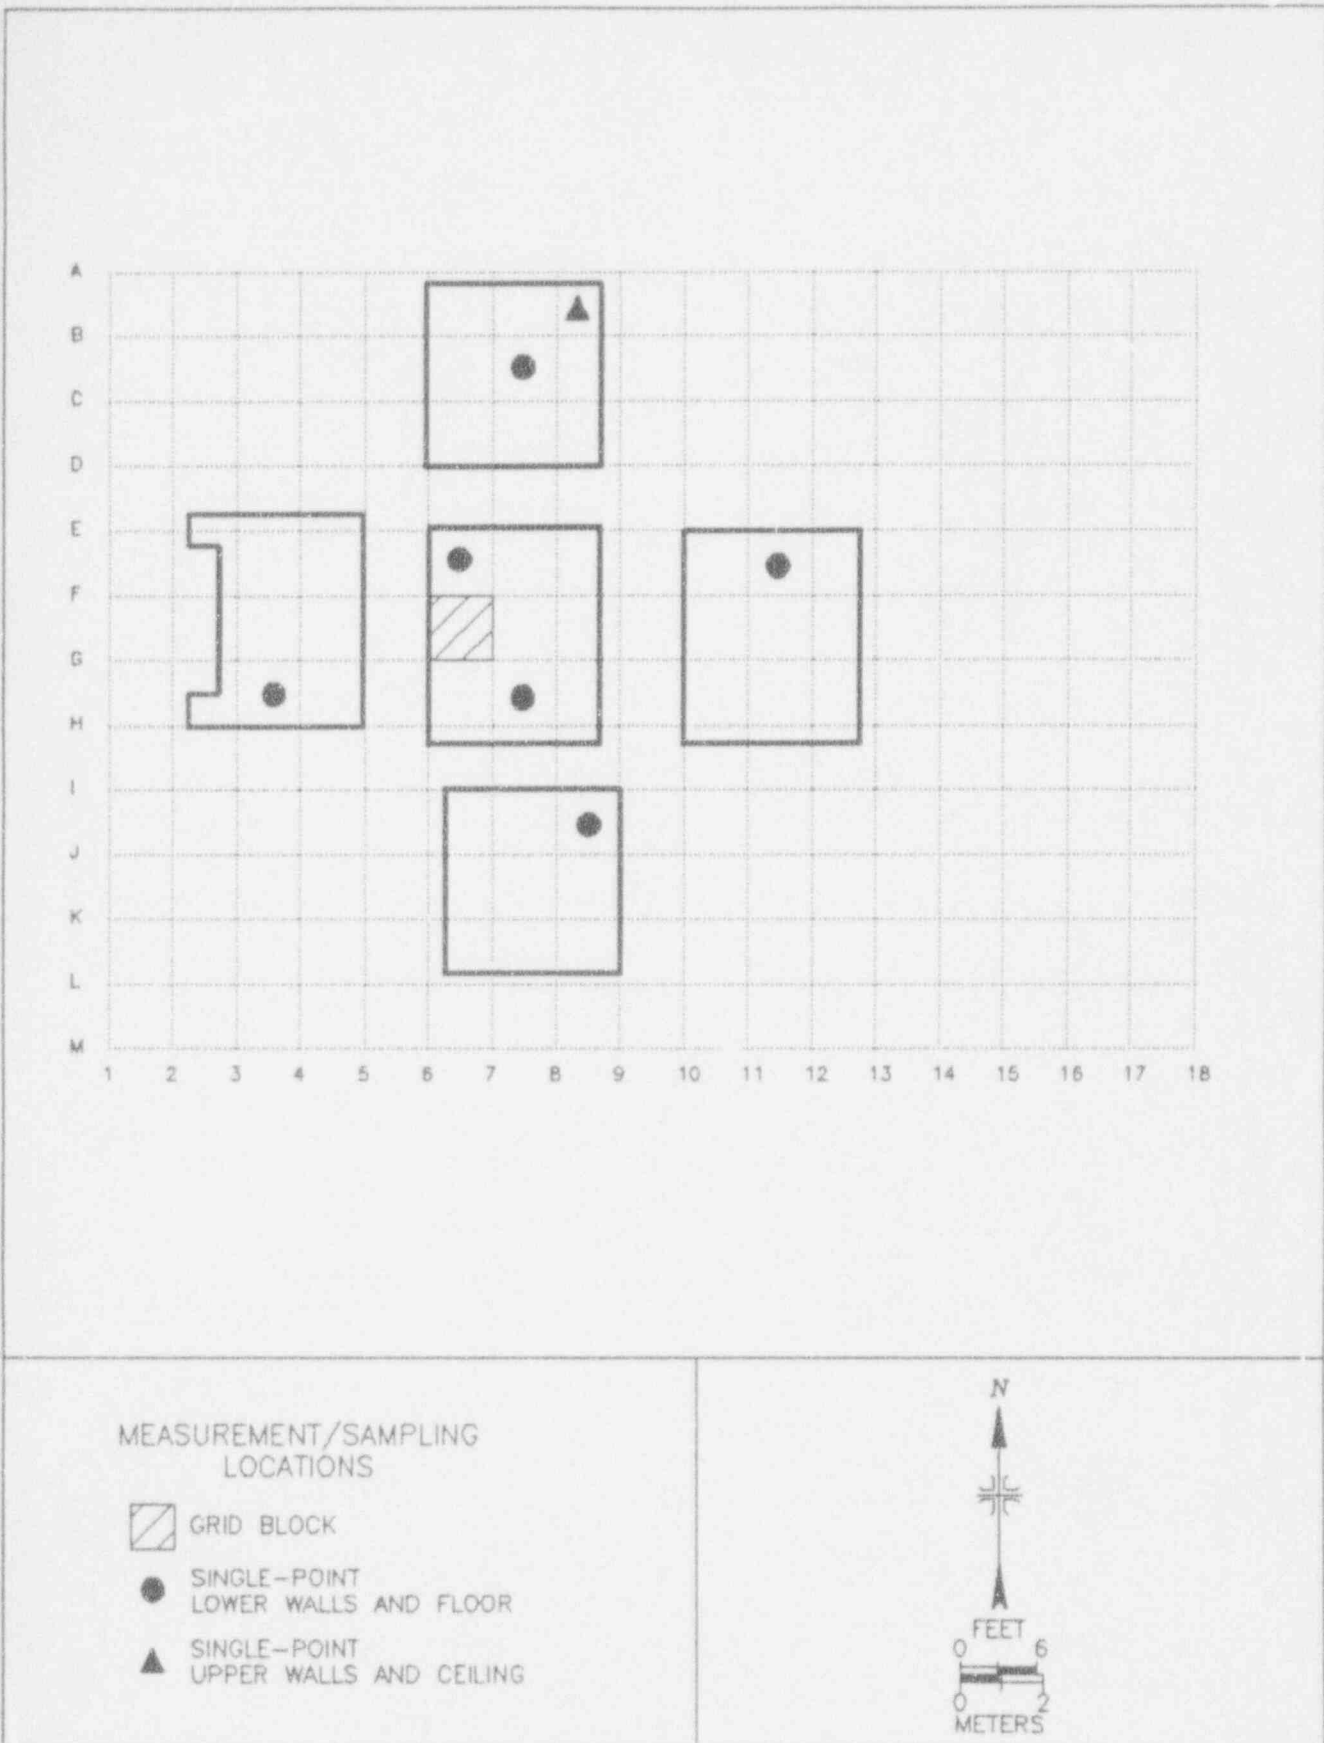 A
B
C
D
E
F
G
H
I
J
K
L
M
1 2 3 4 5 6 7 8 9 10 11 12 13 14 15 16 17 18
MEASUREMENT/SAMPLING
LOCATIONS
GRID BLOCK
SINGLE-POINT
LOWER WALLS AND FLOOR
SINGLE-POINT
UPPER WALLS AND CEILING
N
FEET
0 6
0 2
METERS